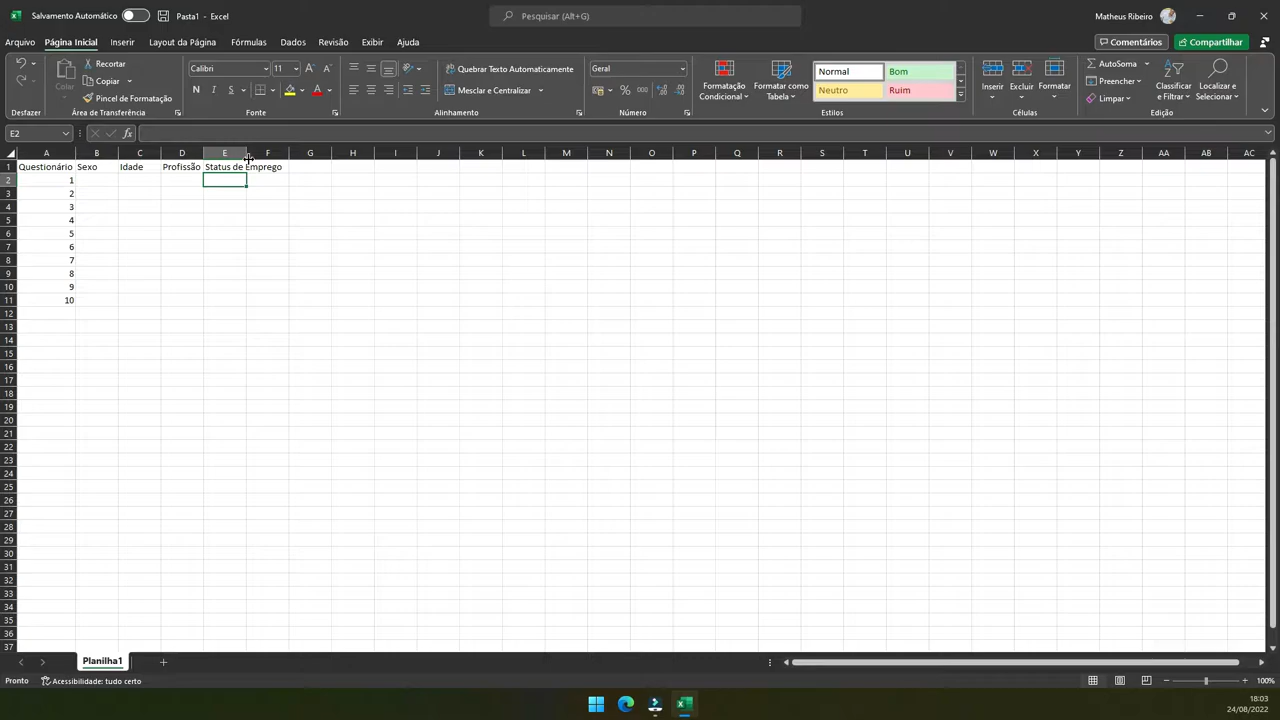 Salvamento Automático Pasta1 - Excel Pesquisar (Alt+G) Matheus Ribeiro
Arquivo Página Inicial Inserir Layout da Página Fórmulas Dados Revisão Exibir Ajuda Comentários Compartilhar
Colar
Recortar
Copiar
Pincel de Formatação
Calibri 11
N I S
Quebrar Texto Automaticamente
Mesclar e Centralizar
Geral
% 000
Formatação Condicional
Formatar como Tabela
Normal Bom
Neutro Ruim
Inserir Excluir Formatar
AutoSoma
Preencher
Limpar
Classificar e Filtrar
Localizar e Selecionar
Desfazer Área de Transferência Fonte Alinhamento Número Estilos Células Edição
E2 fx
A B C D E F G H I J K L M N O P Q R S T U V W X Y Z AA AB AC
1 Questionário Sexo Idade Profissão Status de Emprego
2 1
3 2
4 3
5 4
6 5
7 6
8 7
9 8
10 9
11 10
12
13
14
15
16
17
18
19
20
21
22
23
24
25
26
27
28
29
30
31
32
33
34
35
36
37
Planilha1
Pronto Acessibilidade: tudo certo 100%
18:03
24/08/2022